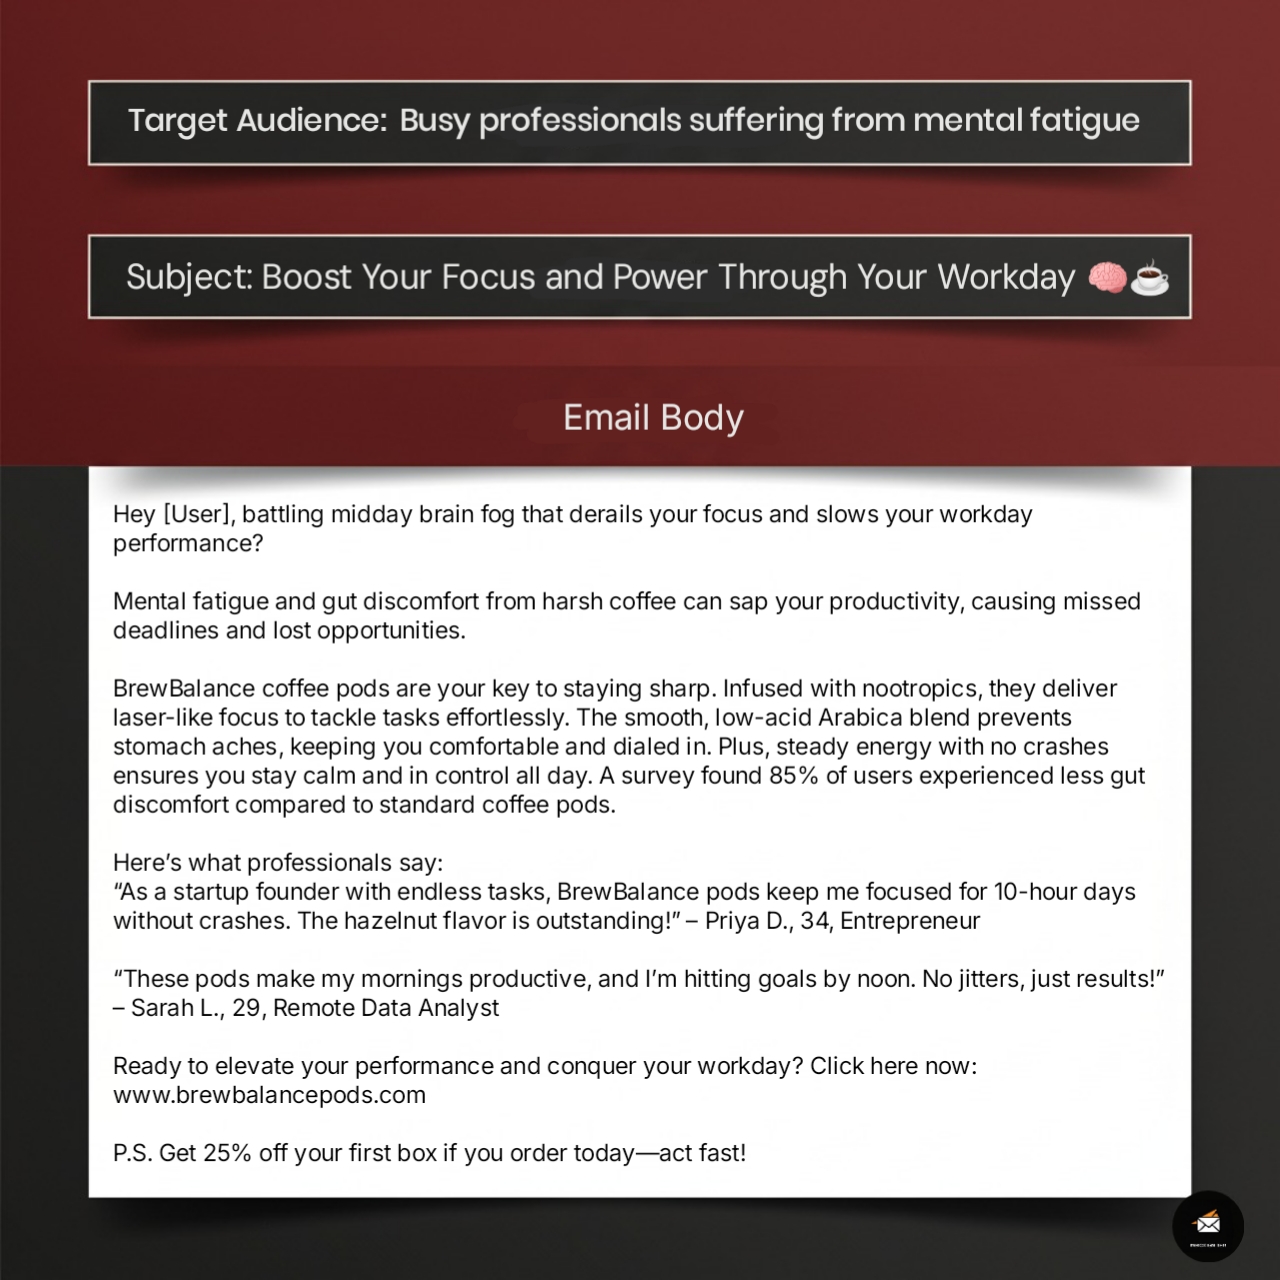 Target Audience: Busy professionals suffering from mental fatigue
Subject: Boost Your Focus and Power Through Your Workday 🧠☕
Email Body
Hey [User], battling midday brain fog that derails your focus and slows your workday
performance?
Mental fatigue and gut discomfort from harsh coffee can sap your productivity, causing missed
deadlines and lost opportunities.
BrewBalance coffee pods are your key to staying sharp. Infused with nootropics, they deliver
laser-like focus to tackle tasks effortlessly. The smooth, low-acid Arabica blend prevents
stomach aches, keeping you comfortable and dialed in. Plus, steady energy with no crashes
ensures you stay calm and in control all day. A survey found 85% of users experienced less gut
discomfort compared to standard coffee pods.
Here’s what professionals say:
“As a startup founder with endless tasks, BrewBalance pods keep me focused for 10-hour days
without crashes. The hazelnut flavor is outstanding!” – Priya D., 34, Entrepreneur
“These pods make my mornings productive, and I’m hitting goals by noon. No jitters, just results!”
– Sarah L., 29, Remote Data Analyst
Ready to elevate your performance and conquer your workday? Click here now:
www.brewbalancepods.com
P.S. Get 25% off your first box if you order today—act fast!